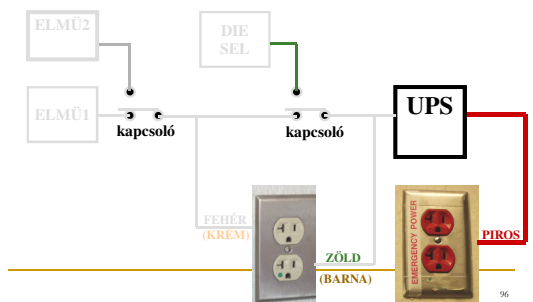 ELMÜ2
DIE
SEL
ELMÜ1
kapcsoló
kapcsoló
UPS
FEHÉR
(KRÉM)
ZÖLD
(BARNA)
EMERGENCY POWER
PIROS
96